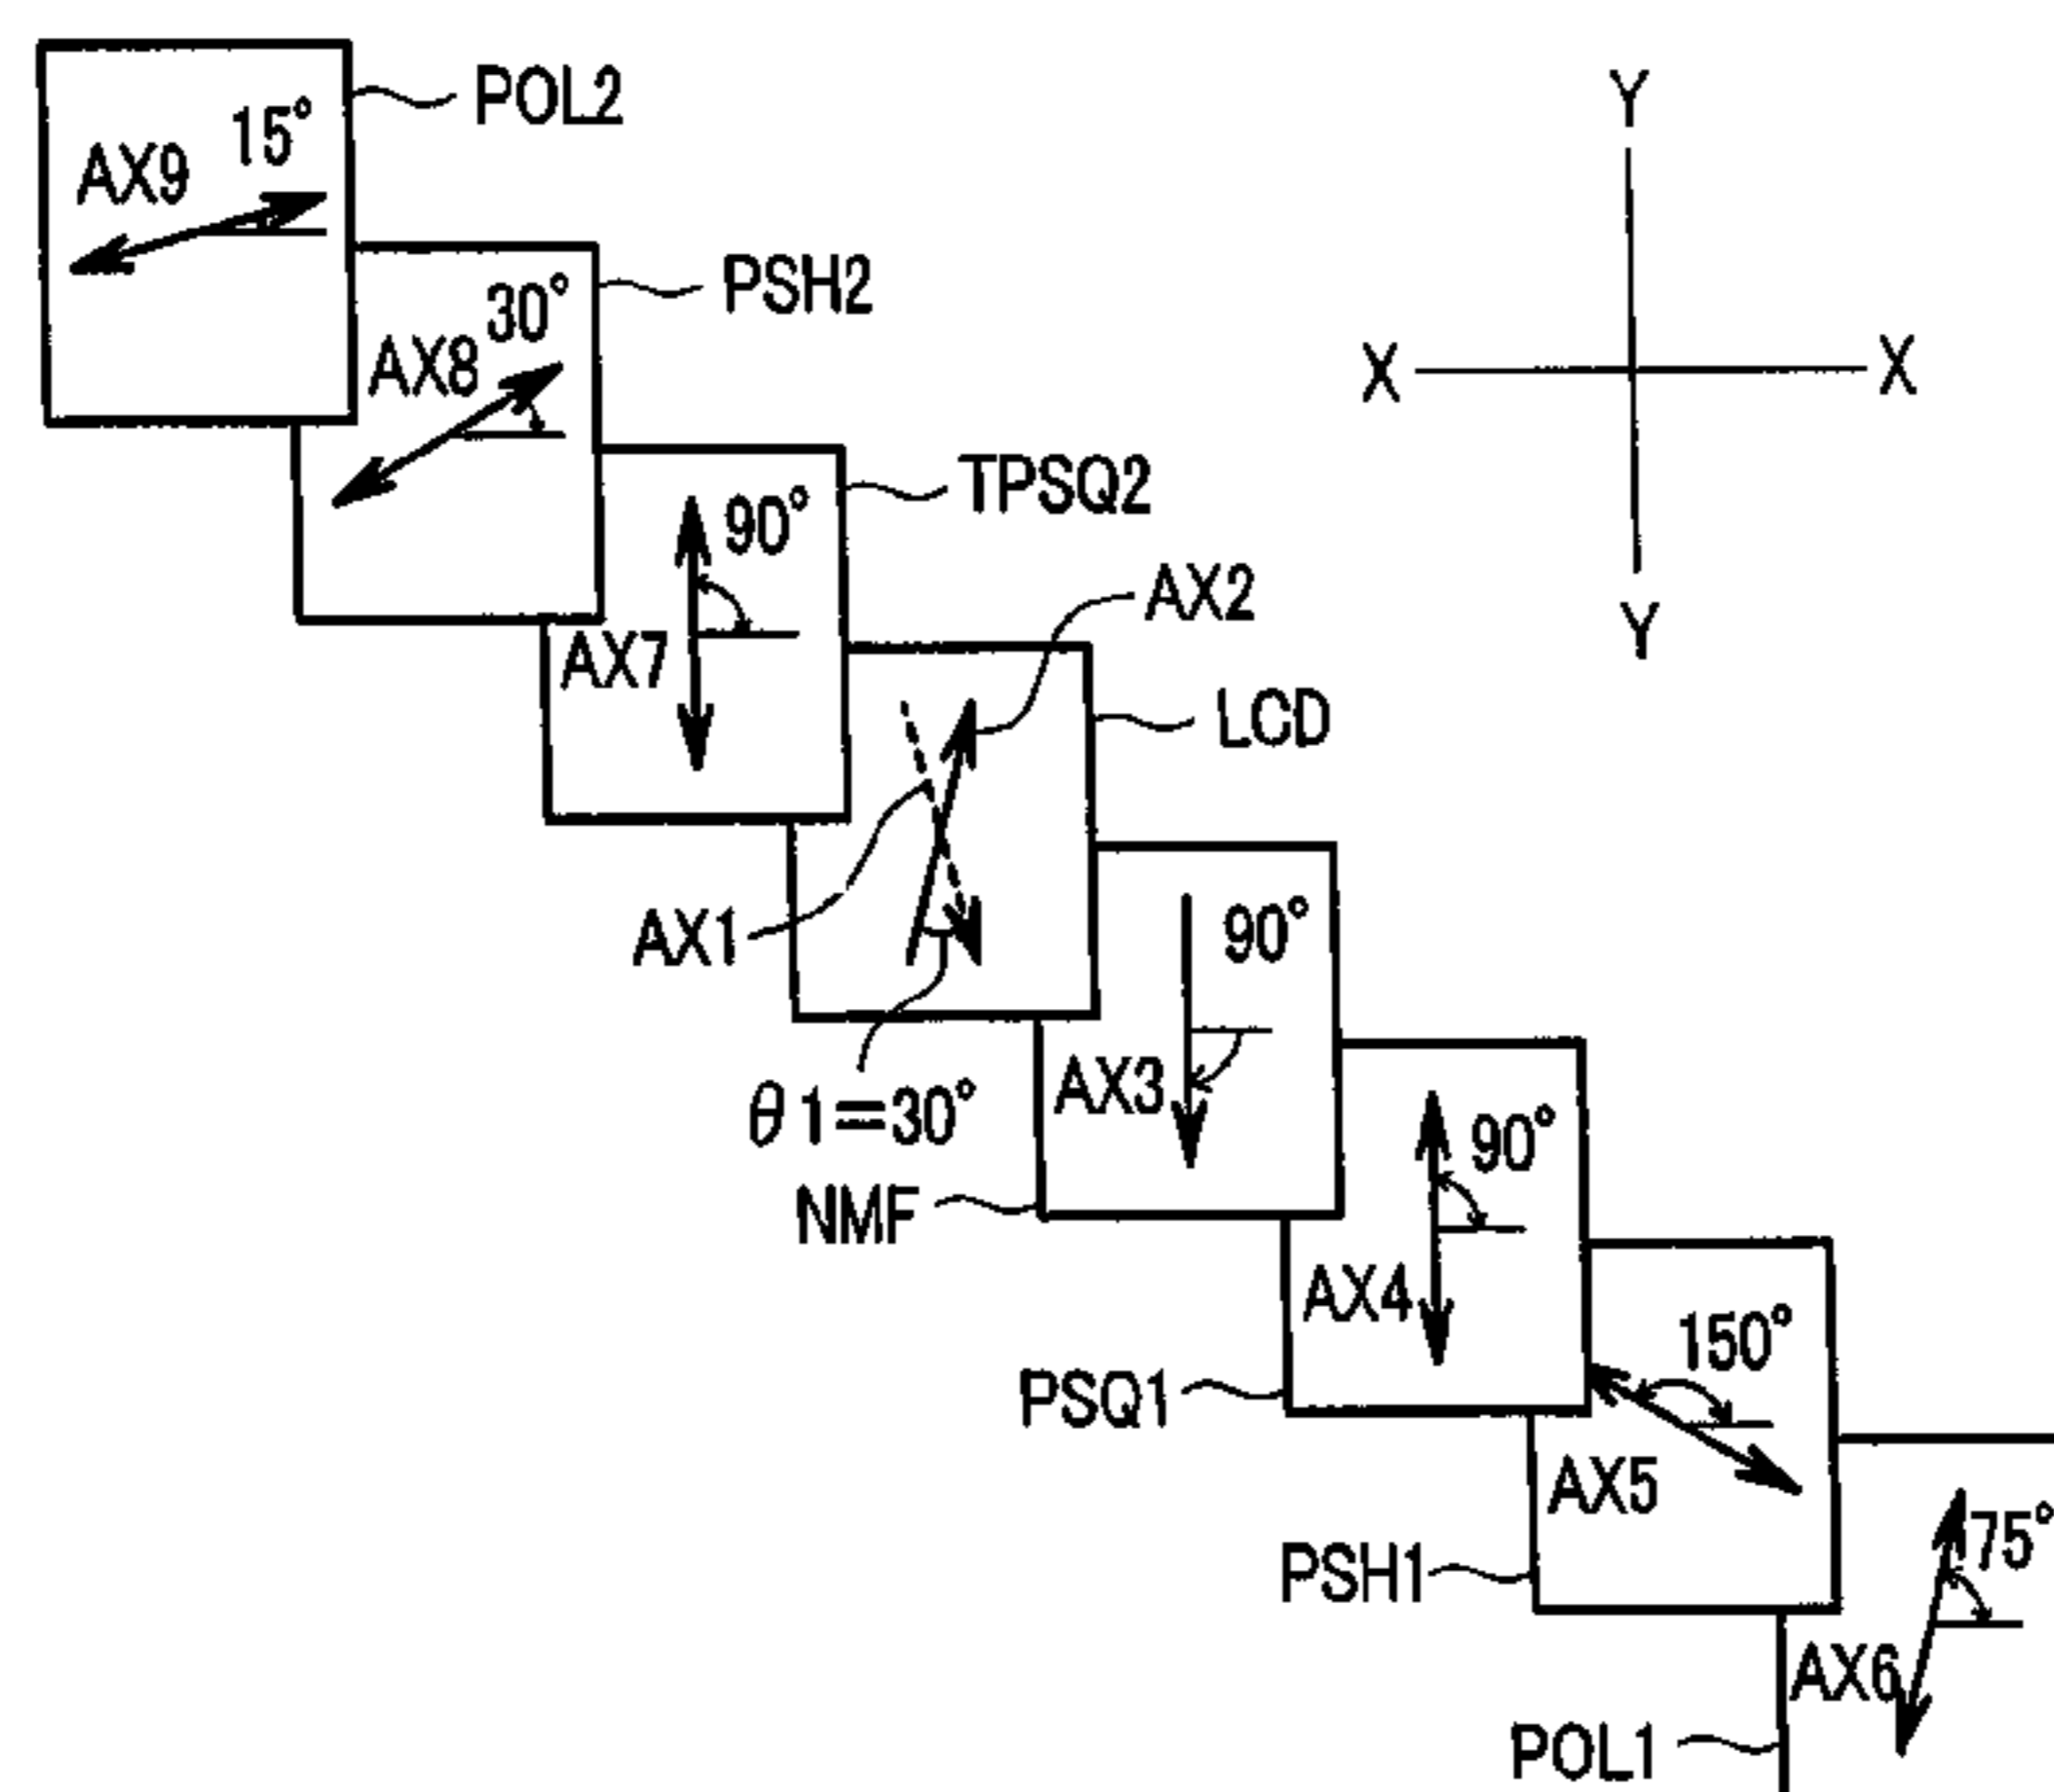 POL2
15°
AX9
Y
PSH2
30°
AX8
X
X
TPSQ2
90°
AX7
AX2
Y
LCD
AX1
90°
AX3
θ1=30°
NMF
90°
AX4
PSQ1
150°
AX5
PSH1
75°
AX6
POL1